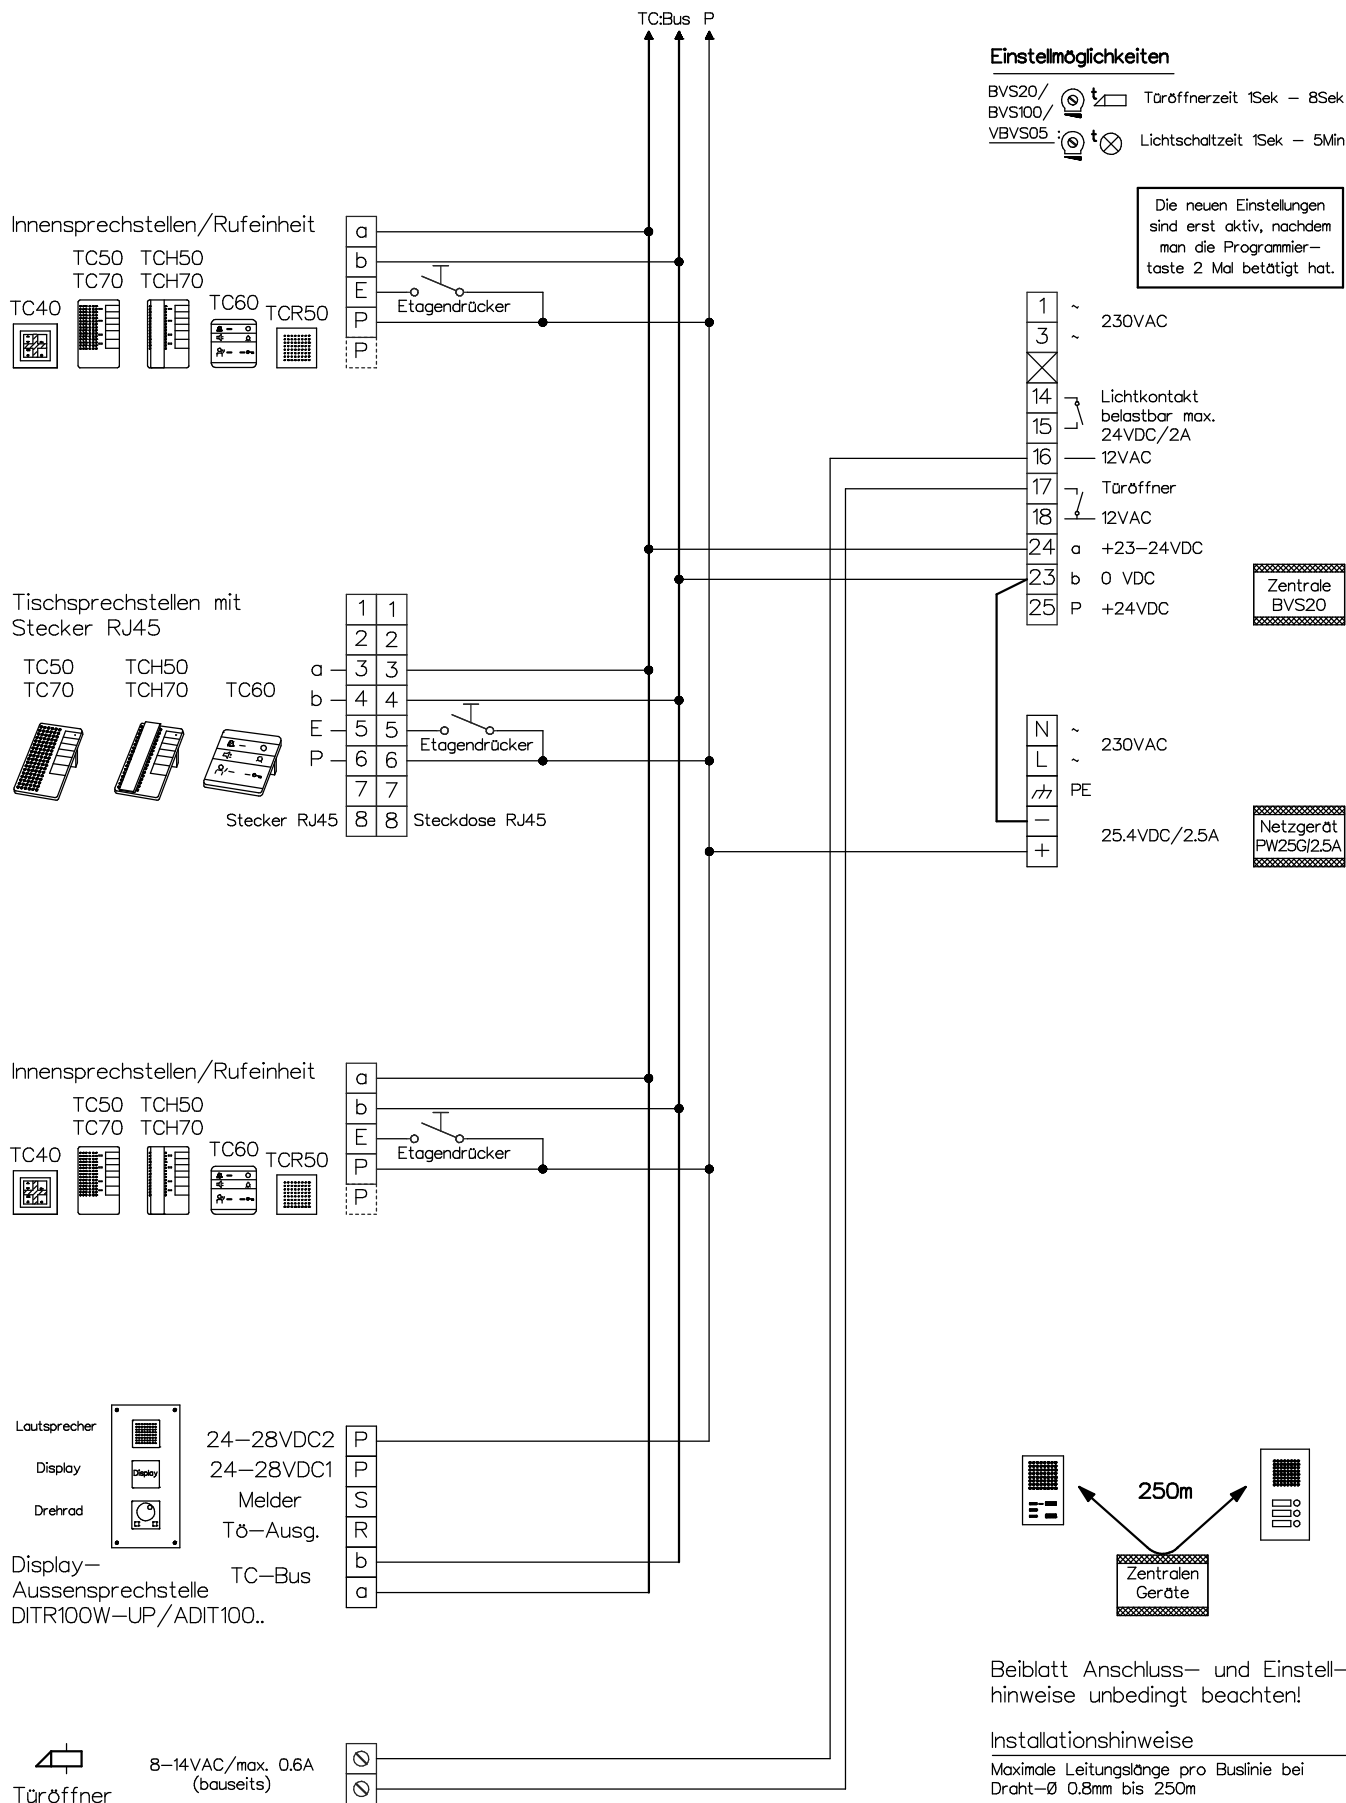 TC:Bus P
Einstellmöglichkeiten
BVS20/
BVS100/
VBVS05 :
t Türöffnerzeit 1Sek – 8Sek
t Lichtschaltzeit 1Sek – 5Min
Die neuen Einstellungen
sind erst aktiv, nachdem
man die Programmier–
taste 2 Mal betätigt hat.
Innensprechstellen/Rufeinheit
TC50 TCH50
TC70 TCH70
TC40
TC60
TCR50
a
b
E
P
P
Etagendrücker
1 ~
3 ~
230VAC
14
15
Lichtkontakt
belastbar max.
24VDC/2A
16 12VAC
17 Türöffner
18 12VAC
24 a +23–24VDC
23 b 0 VDC
25 P +24VDC
Zentrale
BVS20
Tischsprechstellen mit
Stecker RJ45
TC50 TCH50
TC70 TCH70 TC60
1 1
2 2
a 3 3
b 4 4
E 5 5
P 6 6
7 7
8 8
Etagendrücker
Stecker RJ45
Steckdose RJ45
N ~
L ~
230VAC
PE
–
+
25.4VDC/2.5A
Netzgerät
PW25G/2.5A
Innensprechstellen/Rufeinheit
TC50 TCH50
TC70 TCH70
TC40
TC60
TCR50
a
b
E
P
P
Etagendrücker
Lautsprecher
Display
Display
Drehrad
24–28VDC2 P
24–28VDC1 P
Melder S
Tö–Ausg. R
TC–Bus
b
a
Display–
Aussensprechstelle
DITR100W–UP/ADIT100..
250m
Zentralen
Geräte
Beiblatt Anschluss– und Einstell–
hinweise unbedingt beachten!
Installationshinweise
Maximale Leitungslänge pro Buslinie bei
Draht–Ø 0.8mm bis 250m
Türöffner
8–14VAC/max. 0.6A
(bauseits)